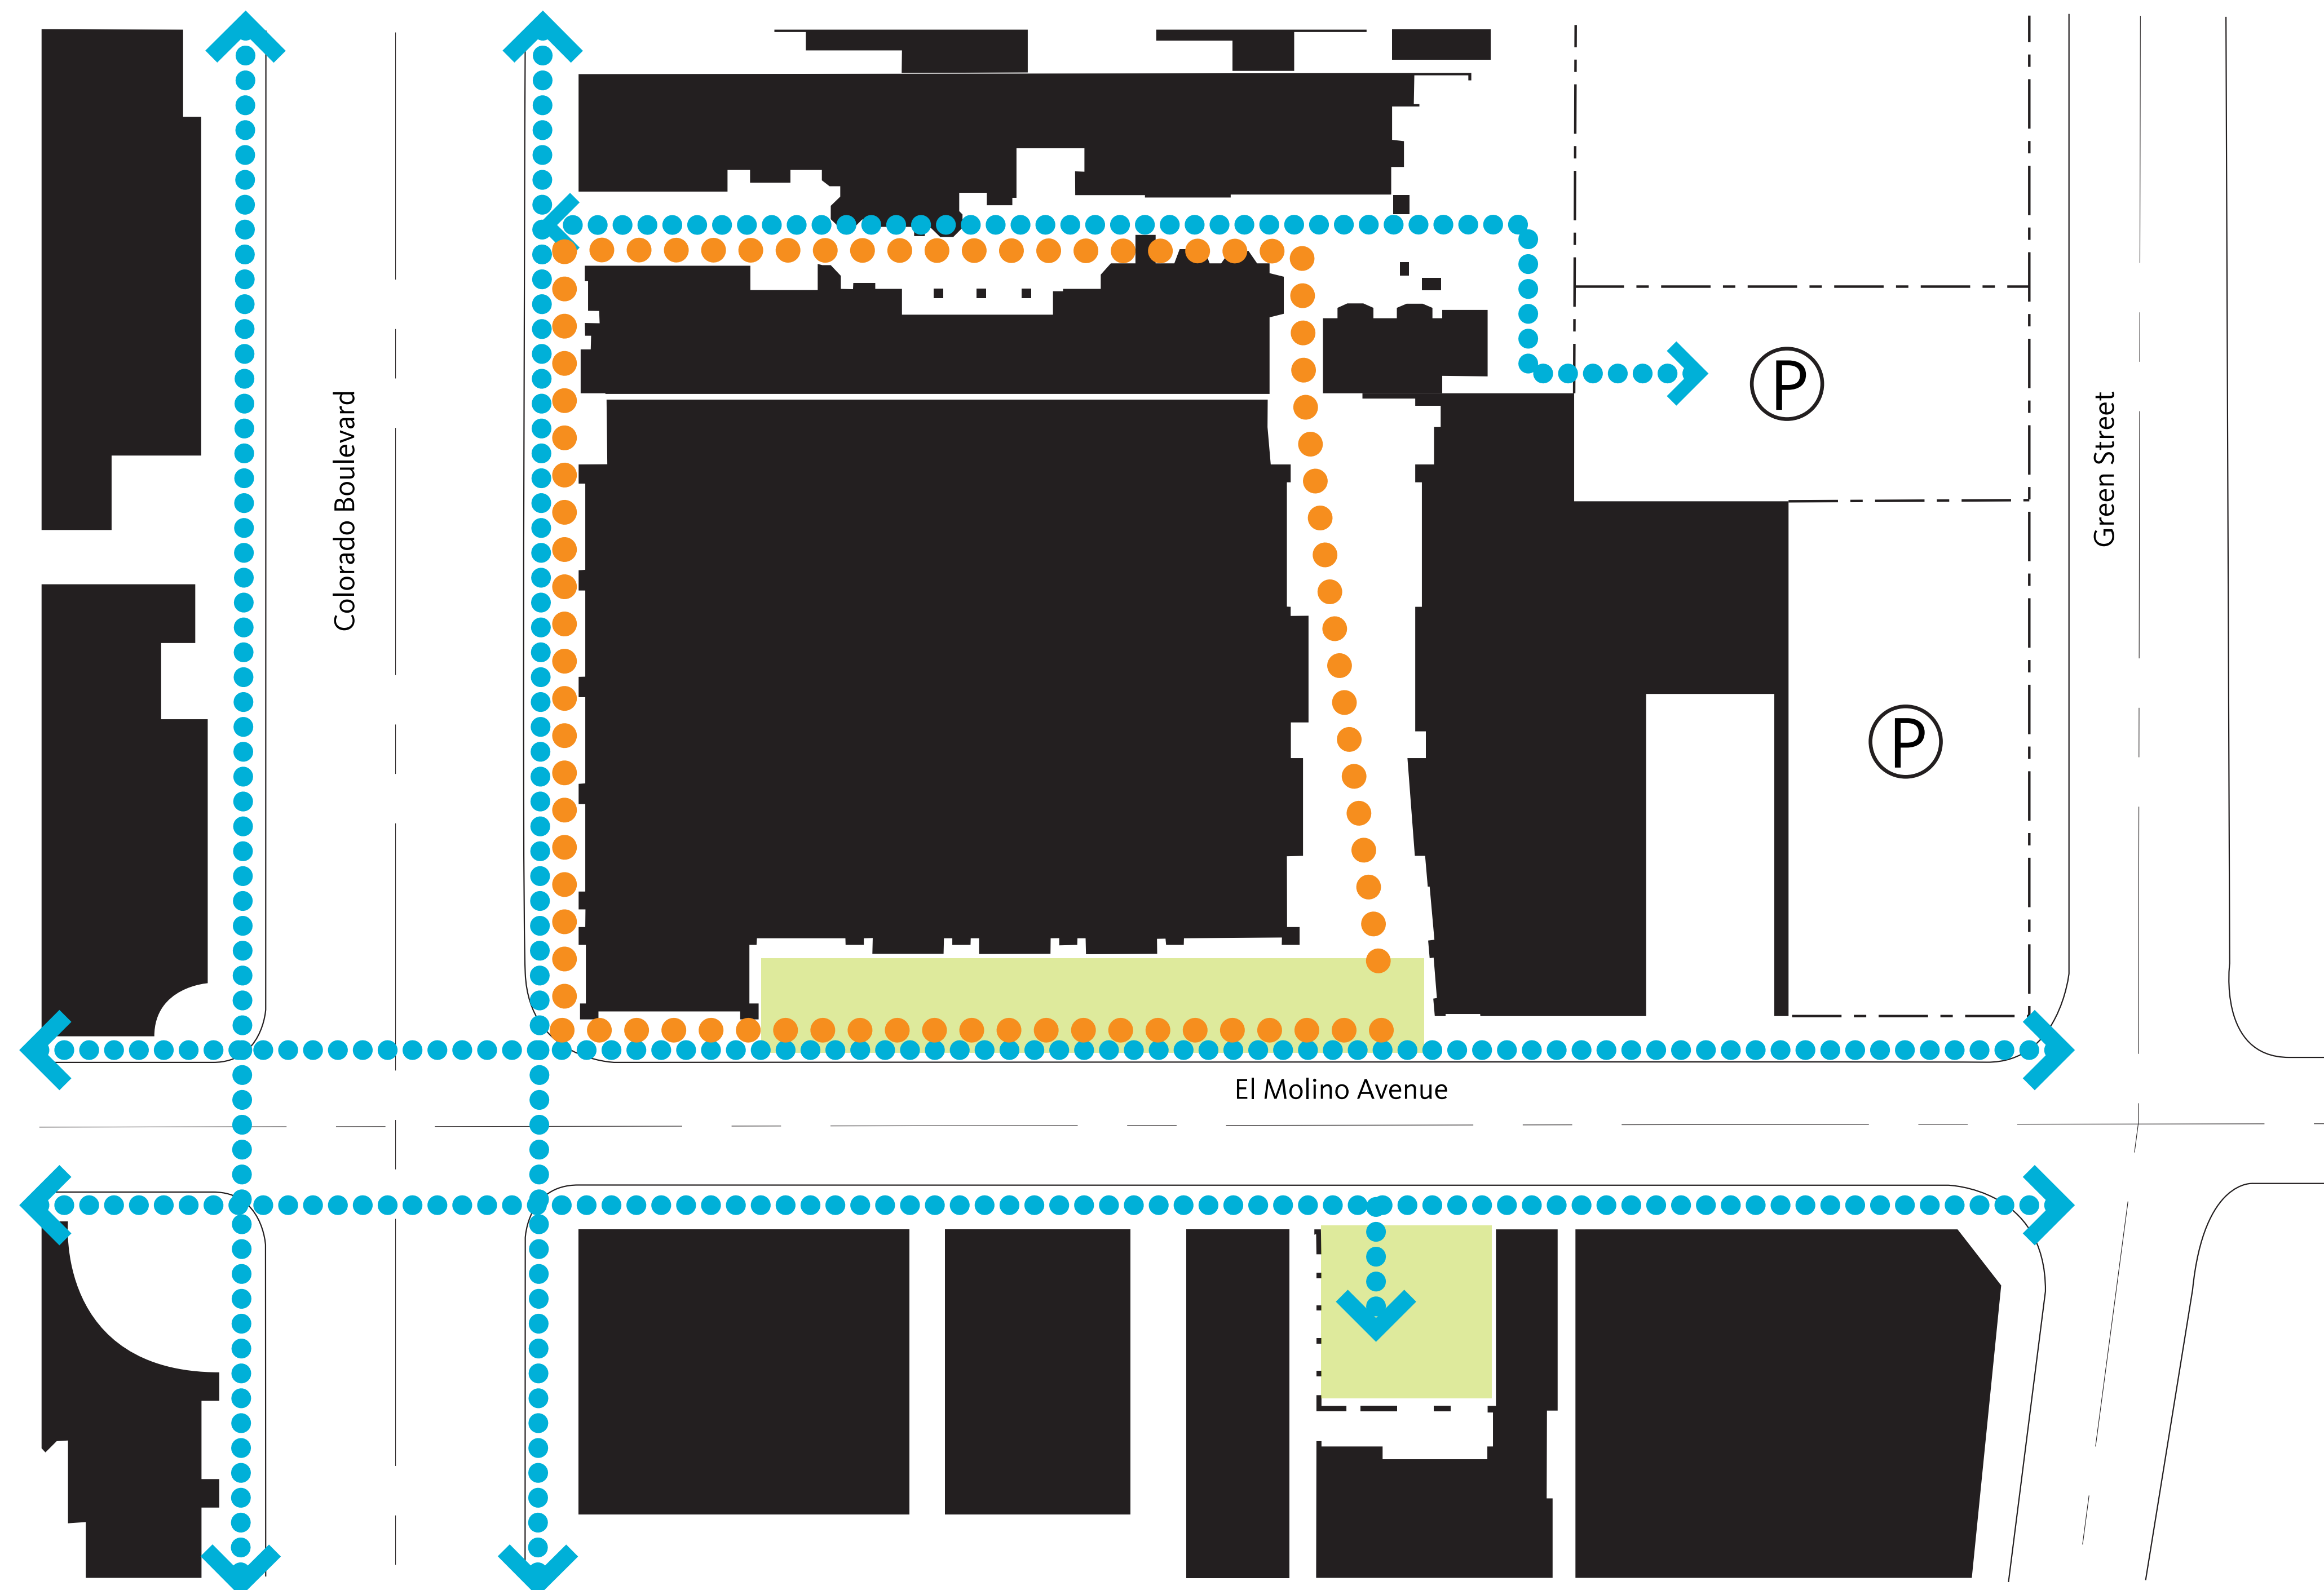 Colorado Boulevard
Green Street
P
P
El Molino Avenue